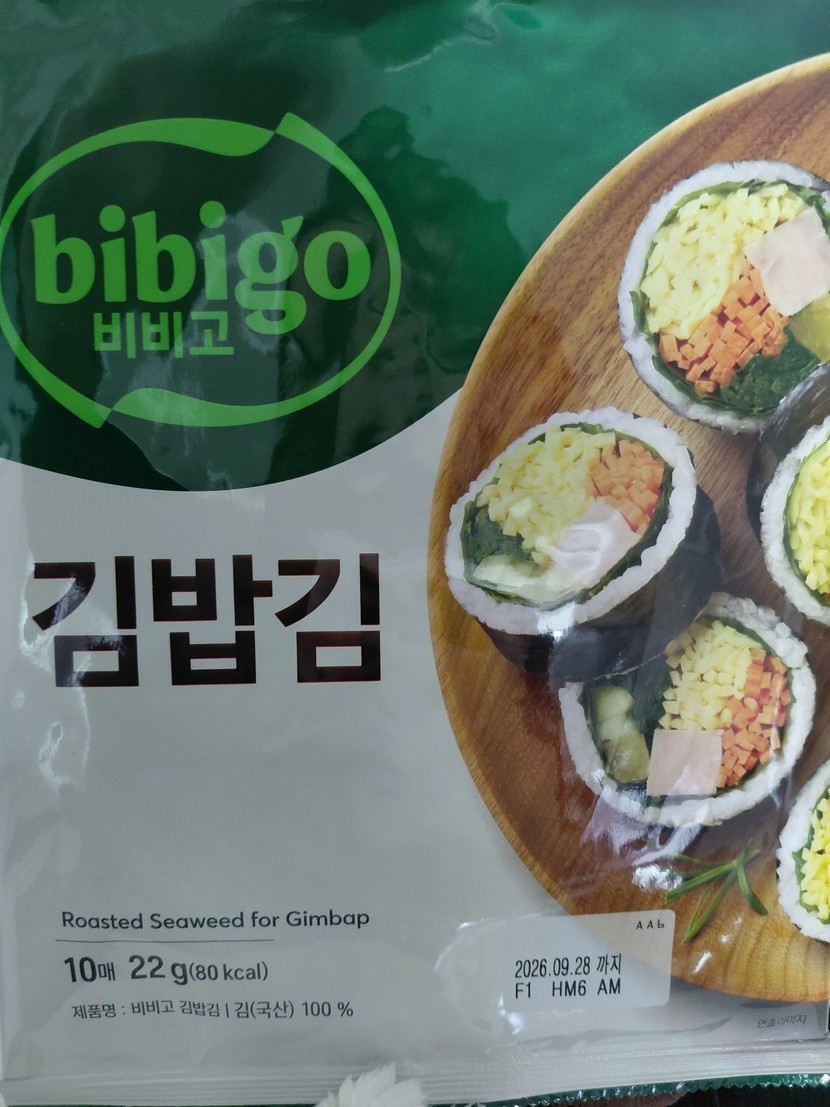 bibigo
비비고
김밥김
Roasted Seaweed for Gimbap
10매 22 g(80 kcal)
제품명 : 비비고 김밥김 | 김(국산) 100 %
A A b
2026.09.28 까지
F1 HM6 AM
연출이미지